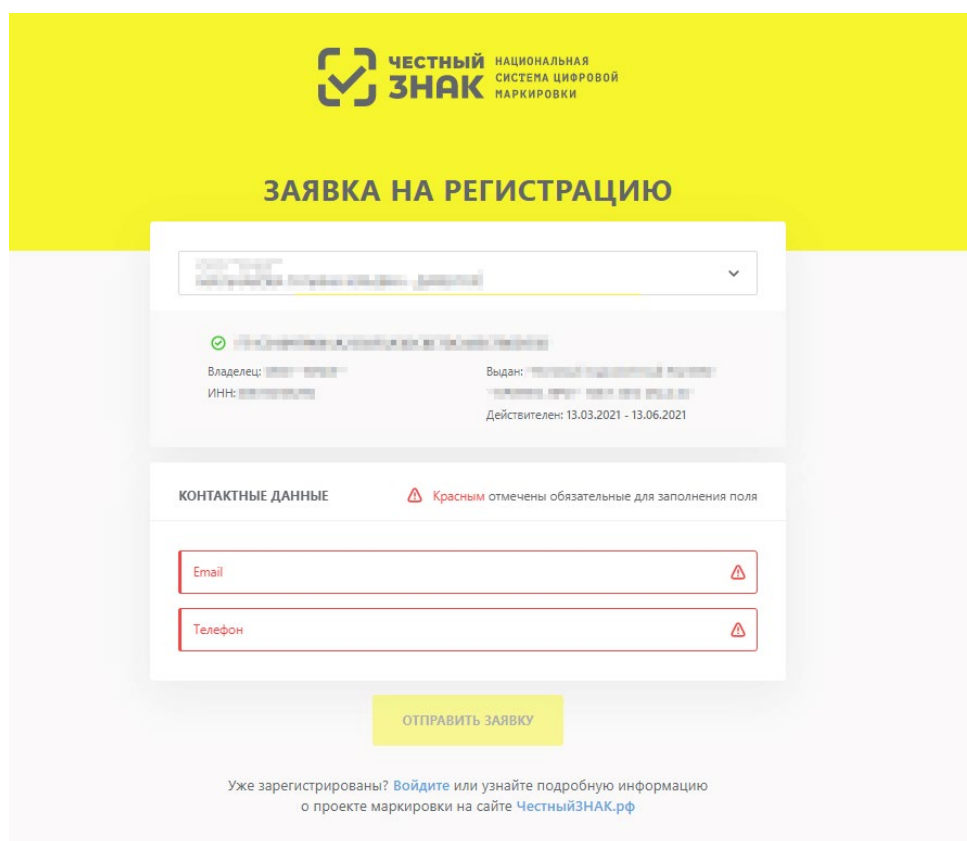 ЧЕСТНЫЙ
ЗНАК
НАЦИОНАЛЬНАЯ
СИСТЕМА ЦИФРОВОЙ
МАРКИРОВКИ
ЗАЯВКА НА РЕГИСТРАЦИЮ
Владелец:
ИНН:
Выдан:
Действителен: 13.03.2021 - 13.06.2021
КОНТАКТНЫЕ ДАННЫЕ
Красным отмечены обязательные для заполнения поля
Email
Телефон
ОТПРАВИТЬ ЗАЯВКУ
Уже зарегистрированы? Войдите или узнайте подробную информацию
о проекте маркировки на сайте ЧестныйЗНАК.рф